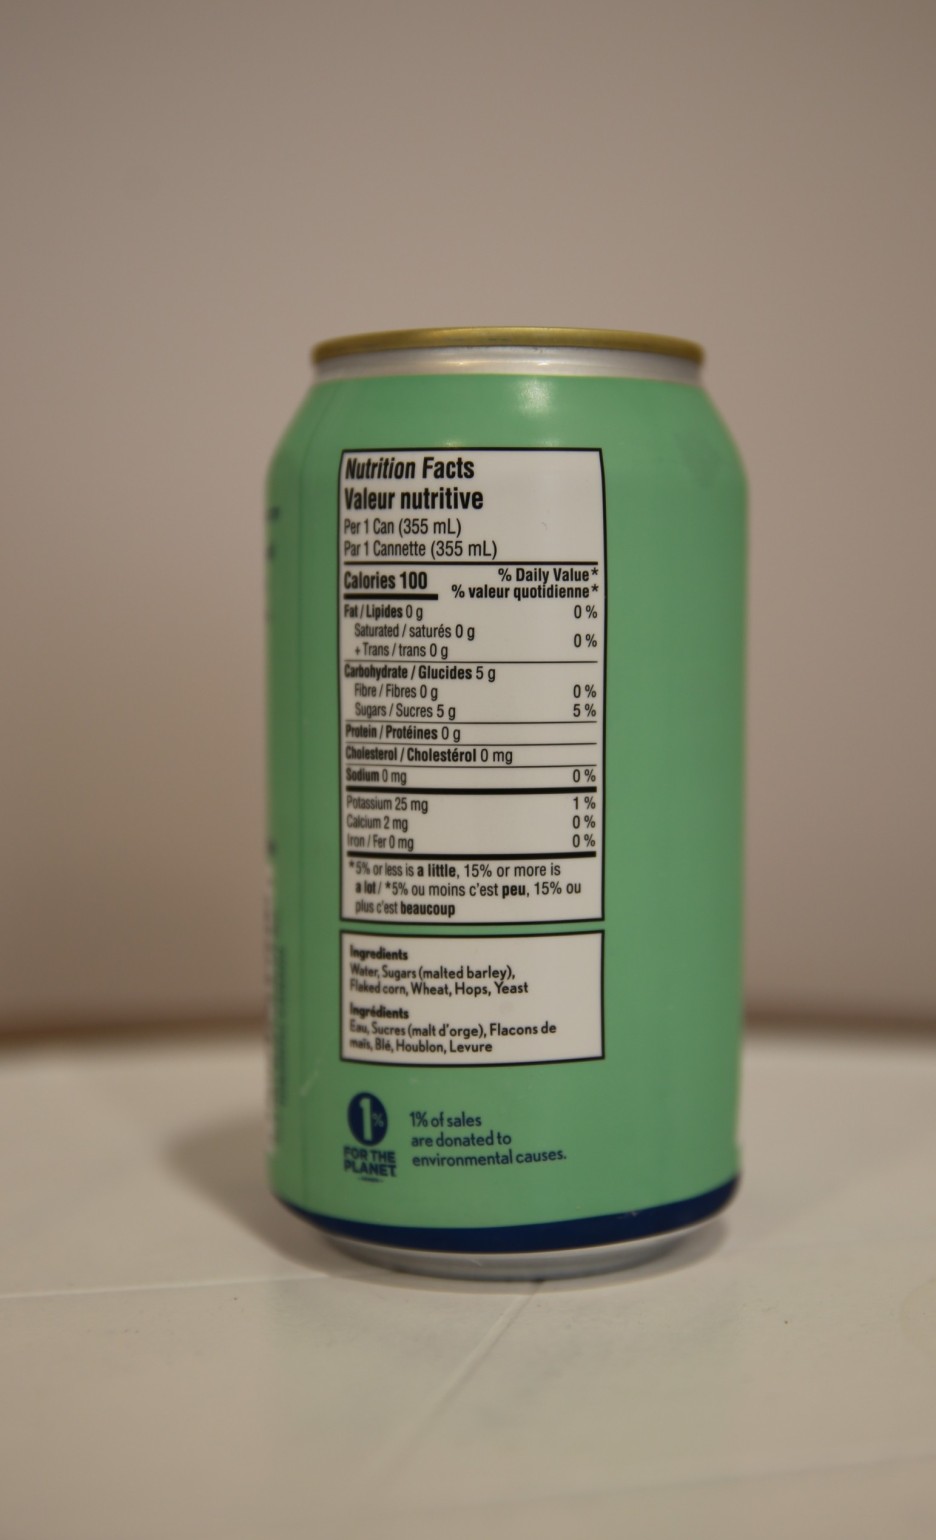 Nutrition Facts
Valeur nutritive
Per 1 Can (355 mL)
Par 1 Cannette (355 mL)
Calories 100
% Daily Value*
% valeur quotidienne*
Fat / Lipides 0 g 0 %
Saturated / saturés 0 g
+ Trans / trans 0 g 0 %
Carbohydrate / Glucides 5 g
Fibre / Fibres 0 g 0 %
Sugars / Sucres 5 g 5 %
Protein / Protéines 0 g
Cholesterol / Cholestérol 0 mg
Sodium 0 mg 0 %
Potassium 25 mg 1 %
Calcium 2 mg 0 %
Iron / Fer 0 mg 0 %
*5% or less is a little, 15% or more is
a lot / *5% ou moins c'est peu, 15% ou
plus c'est beaucoup
Ingredients
Water, Sugars (malted barley),
Flaked corn, Wheat, Hops, Yeast
Ingrédients
Eau, Sucres (malt d'orge), Flacons de
maïs, Blé, Houblon, Levure
1%
FOR THE
PLANET
1% of sales
are donated to
environmental causes.